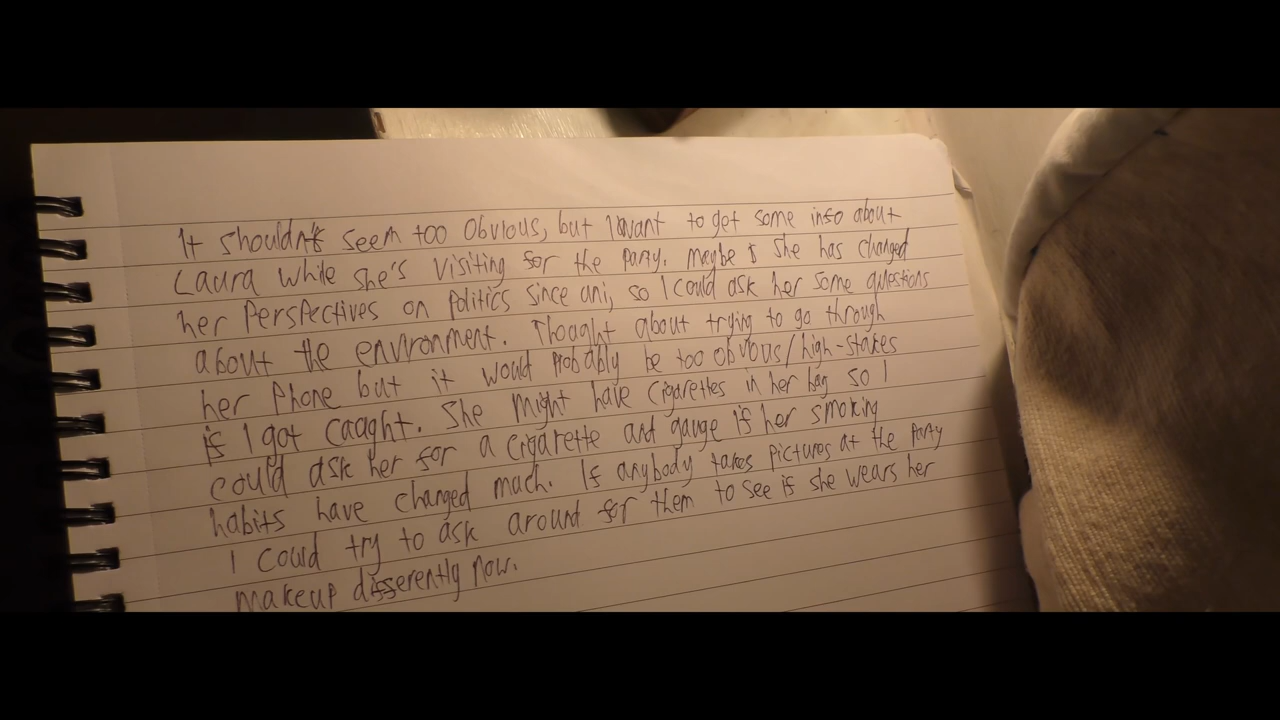 It shouldn't seem too obvious, but I want to get some info about
Laura while she's visiting for the party. Maybe she has changed
her perspectives on politics since uni, so I could ask her some questions
about the environment. Thought about trying to go through
her phone but it would probably be too obvous/high-stakes
if I got caught. She might have cigarettes in her bag so I
could ask her for a cigarette and gauge if her smoking
habits have changed much. If anybody takes pictures at the party
I could try to ask around for them to see if she wears her
makeup differently now.